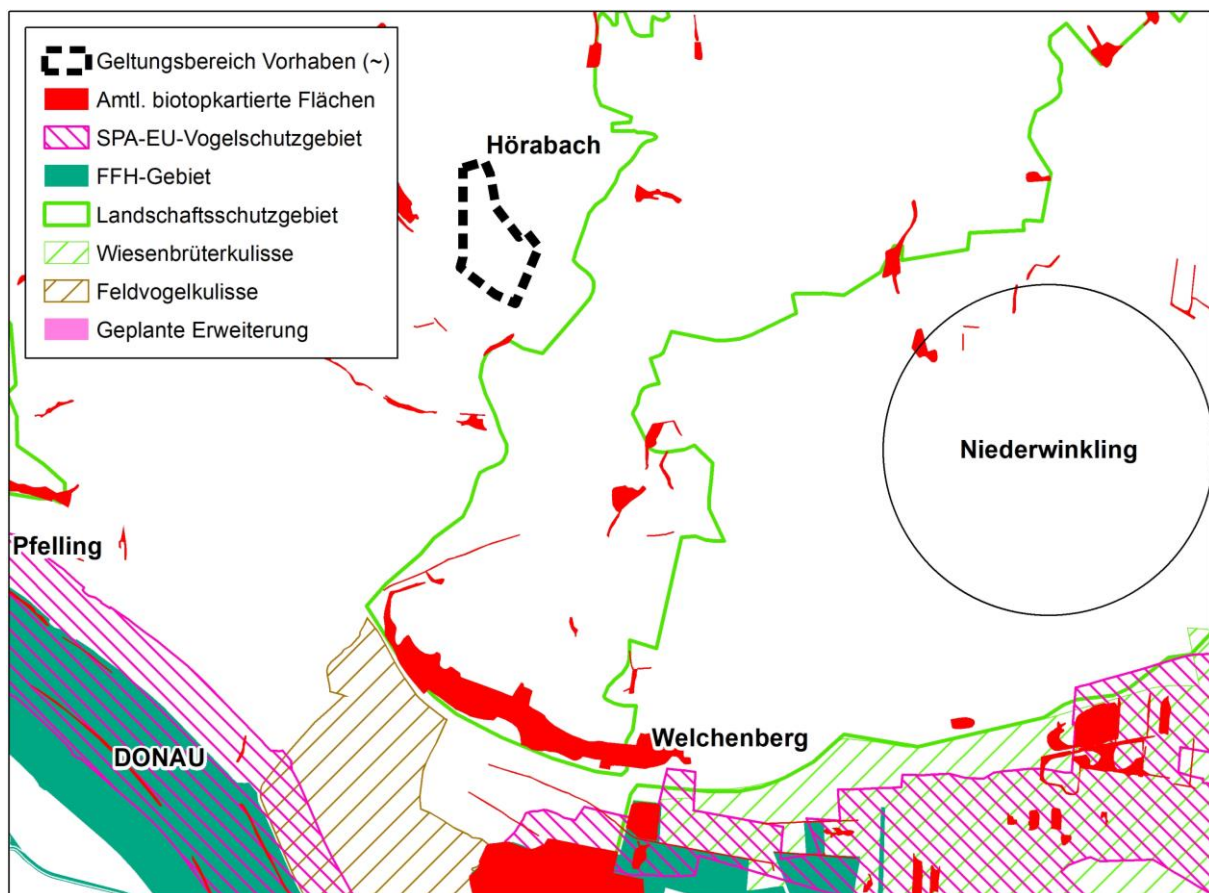 Geltungsbereich Vorhaben (~)
Amtl. biotopkartierte Flächen
SPA-EU-Vogelschutzgebiet
FFH-Gebiet
Landschaftsschutzgebiet
Wiesenbrüterkulisse
Feldvogelkulisse
Geplante Erweiterung
Hörabach
Niederwinkling
Pfelling
Welchenberg
DONAU